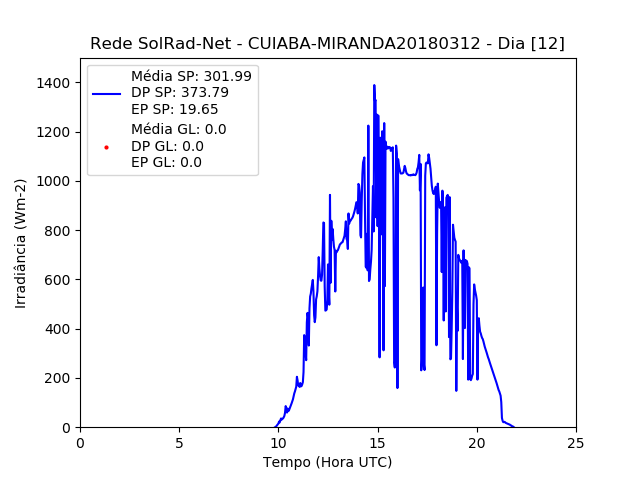 Rede SolRad-Net - CUIABA-MIRANDA20180312 - Dia [12]
Média SP: 301.99
DP SP: 373.79
EP SP: 19.65
Média GL: 0.0
DP GL: 0.0
EP GL: 0.0
Irradiância (Wm-2)
1400
1200
1000
800
600
400
200
0
0 5 10 15 20 25
Tempo (Hora UTC)